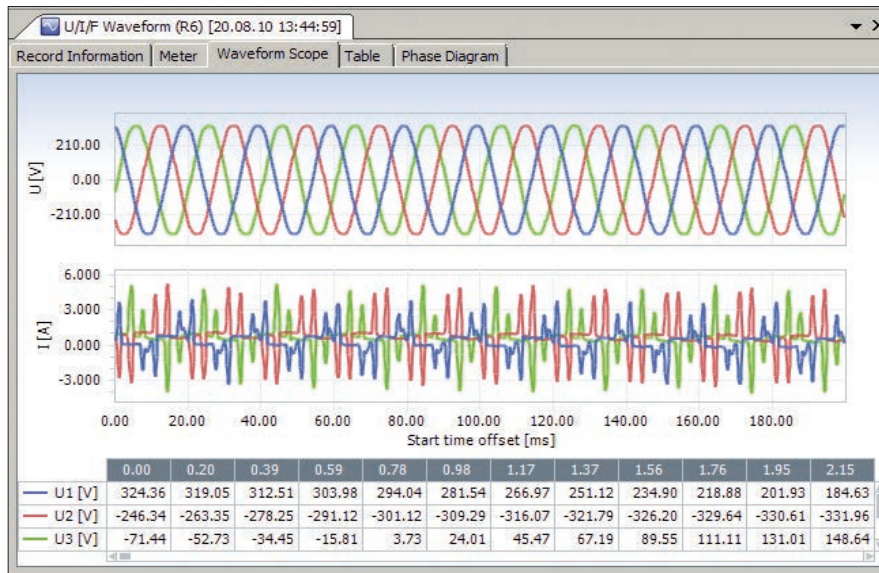 U/I/F Waveform (R6) [20.08.10 13:44:59]
Record Information Meter Waveform Scope Table Phase Diagram
U [V]
210.00
0.00
-210.00
I [A]
6.000
3.000
0.000
-3.000
0.00 20.00 40.00 60.00 80.00 100.00 120.00 140.00 160.00 180.00
Start time offset [ms]
0.00 0.20 0.39 0.59 0.78 0.98 1.17 1.37 1.56 1.76 1.95 2.15
U1 [V] 324.36 319.05 312.51 303.98 294.04 281.54 266.97 251.12 234.90 218.88 201.93 184.63
U2 [V] -246.34 -263.35 -278.25 -291.12 -301.12 -309.29 -316.07 -321.79 -326.20 -329.64 -330.61 -331.96
U3 [V] -71.44 -52.73 -34.45 -15.81 3.73 24.01 45.47 67.19 89.55 111.11 131.01 148.64